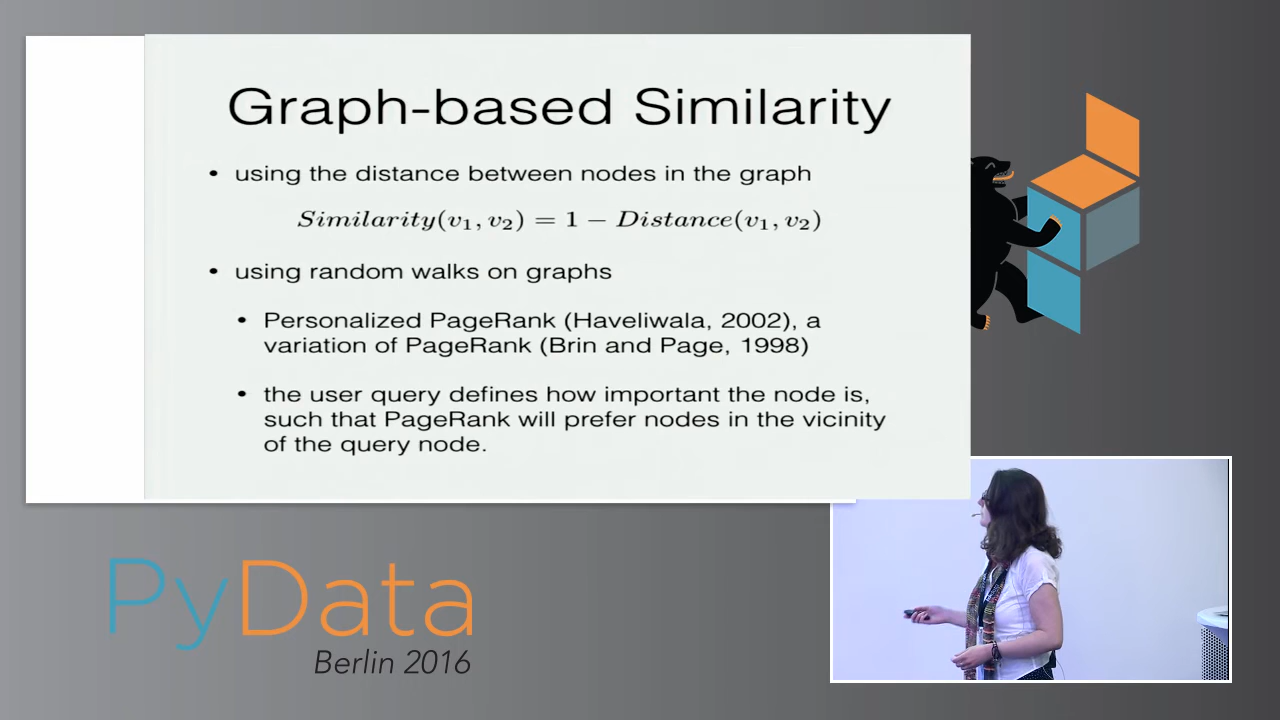 Graph-based Similarity
• using the distance between nodes in the graph
Similarity(v₁, v₂) = 1 − Distance(v₁, v₂)
• using random walks on graphs
• Personalized PageRank (Haveliwala, 2002), a
variation of PageRank (Brin and Page, 1998)
• the user query defines how important the node is,
such that PageRank will prefer nodes in the vicinity
of the query node.
PyData
Berlin 2016